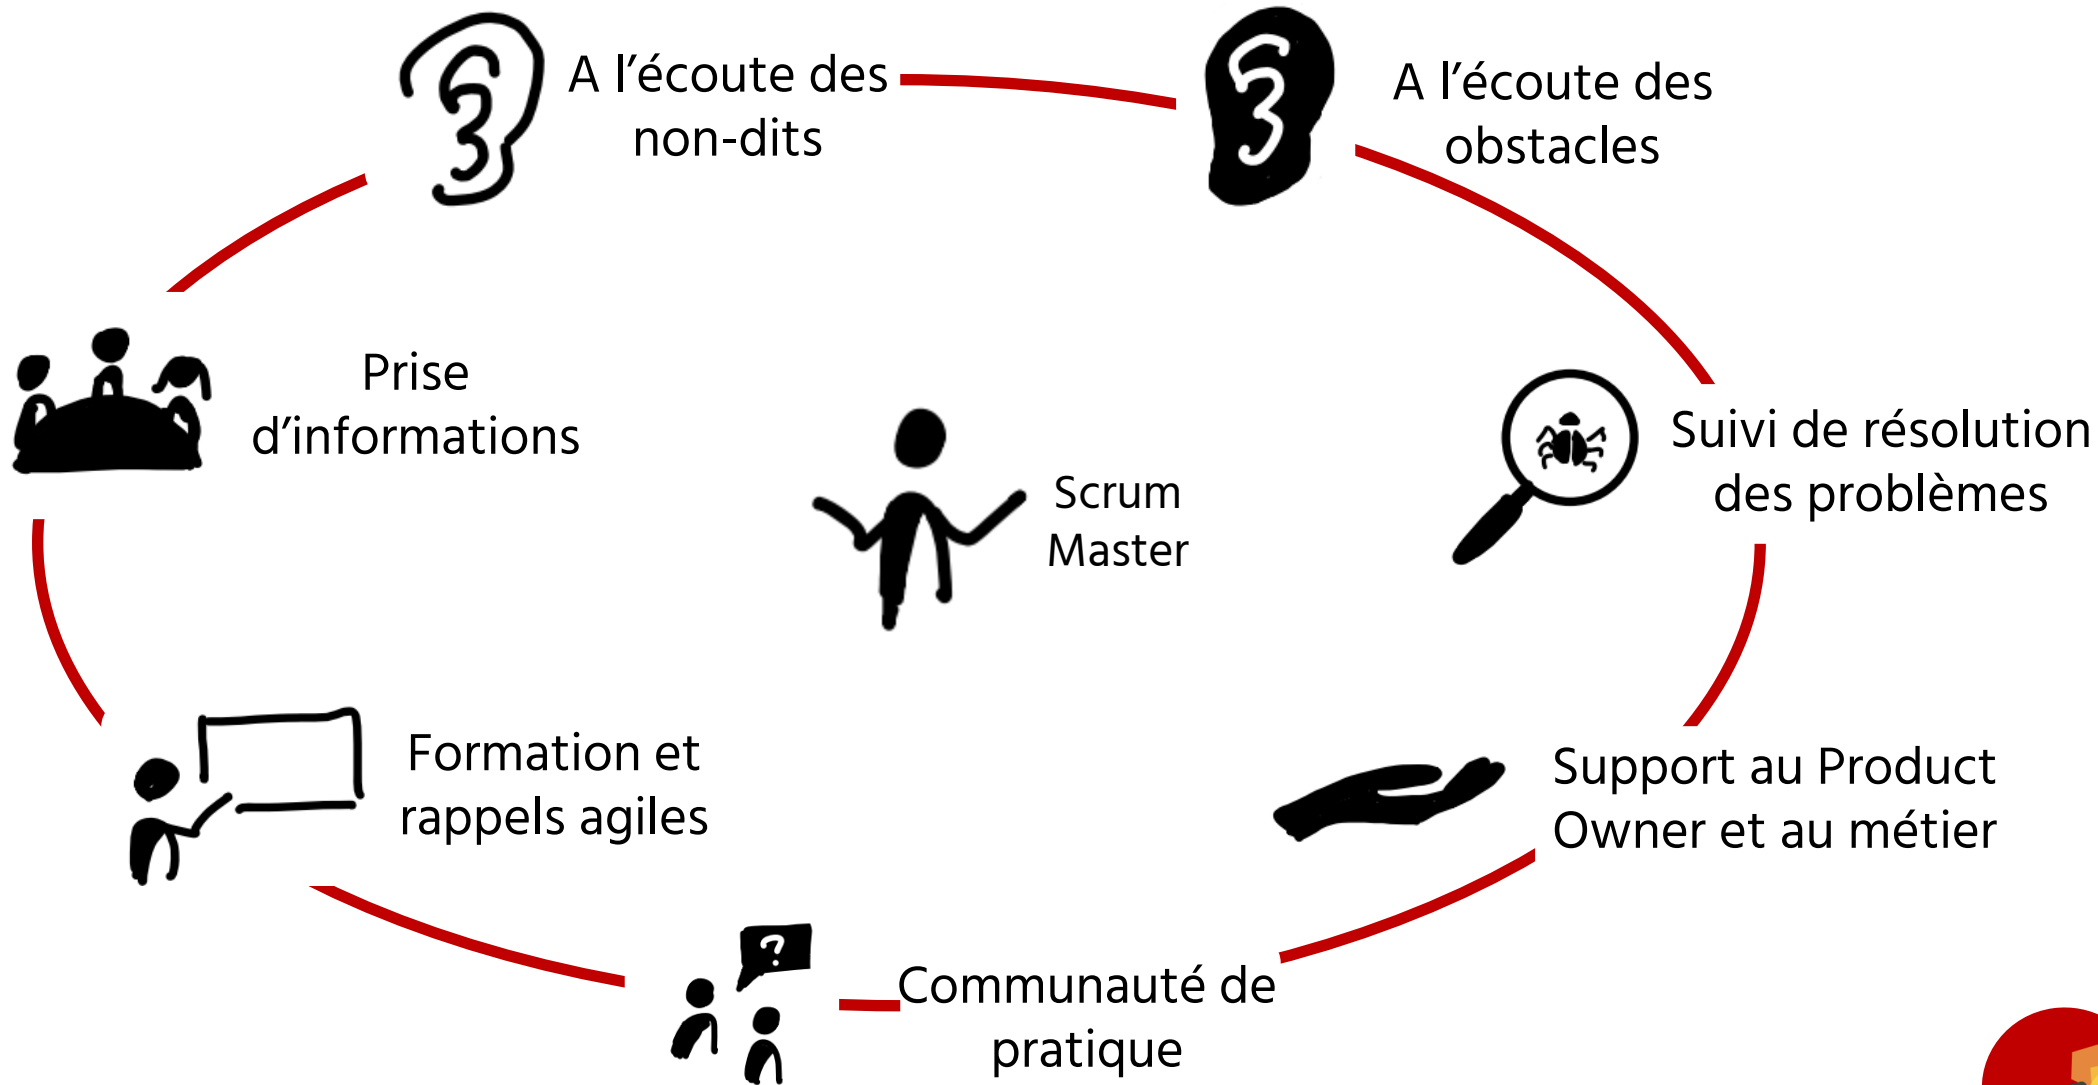 A l’écoute des
non-dits
A l’écoute des
obstacles
Prise
d’informations
Suivi de résolution
des problèmes
Scrum
Master
Formation et
rappels agiles
Support au Product
Owner et au métier
?
Communauté de
pratique